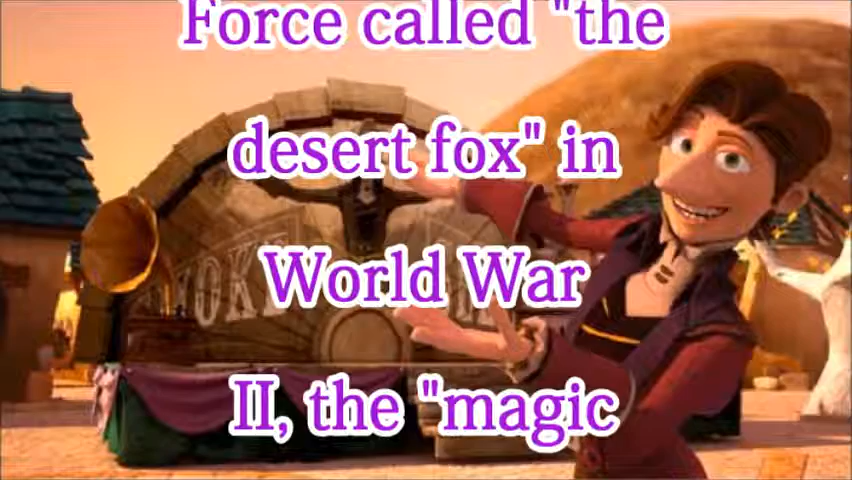 Force called "the
desert fox" in
World War
II, the "magic